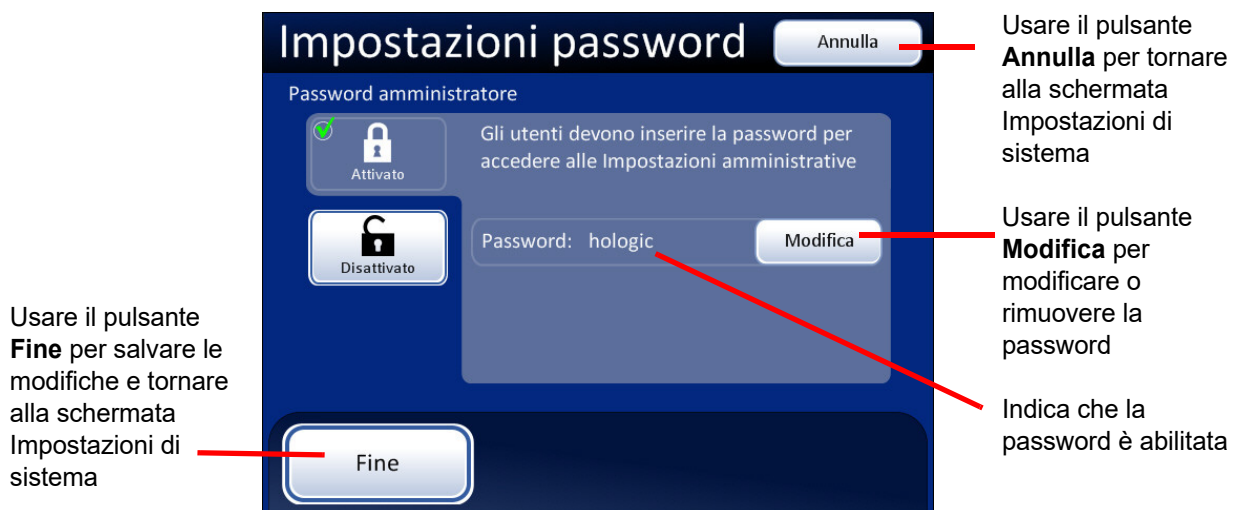 Impostazioni password
Annulla
Password amministratore
Attivato
Gli utenti devono inserire la password per
accedere alle Impostazioni amministrative
Disattivato
Password: hologic
Modifica
Fine
Usare il pulsante
Annulla per tornare
alla schermata
Impostazioni di
sistema
Usare il pulsante
Modifica per
modificare o
rimuovere la
password
Indica che la
password è abilitata
Usare il pulsante
Fine per salvare le
modifiche e tornare
alla schermata
Impostazioni di
sistema